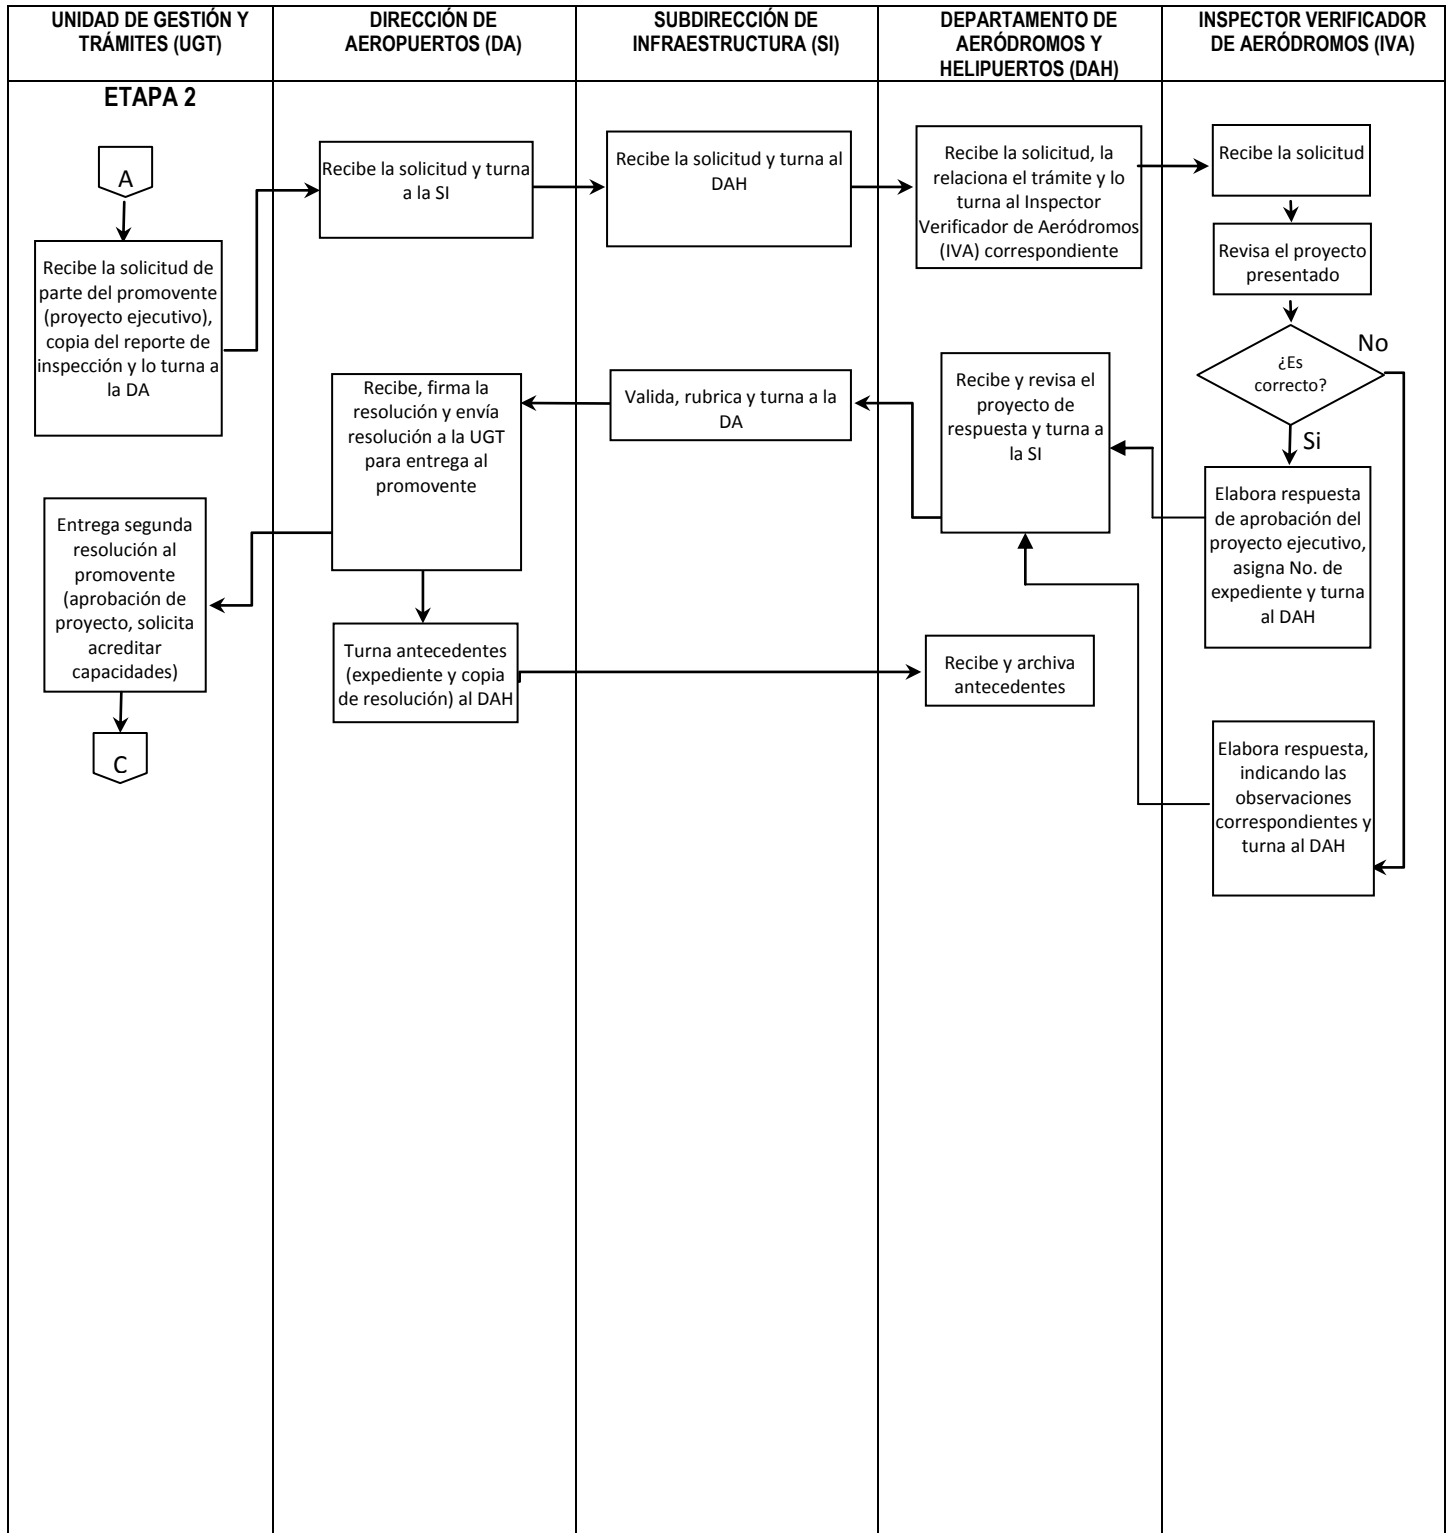 UNIDAD DE GESTIÓN Y
TRÁMITES (UGT)
DIRECCIÓN DE
AEROPUERTOS (DA)
SUBDIRECCIÓN DE
INFRAESTRUCTURA (SI)
DEPARTAMENTO DE
AERÓDROMOS Y
HELIPUERTOS (DAH)
INSPECTOR VERIFICADOR
DE AERÓDROMOS (IVA)
ETAPA 2
A
Recibe la solicitud de
parte del promovente
(proyecto ejecutivo),
copia del reporte de
inspección y lo turna a
la DA
Recibe la solicitud y turna
a la SI
Recibe la solicitud y turna al
DAH
Recibe la solicitud, la
relaciona el trámite y lo
turna al Inspector
Verificador de Aeródromos
(IVA) correspondiente
Recibe la solicitud
Revisa el proyecto
presentado
¿Es
correcto?
No
Si
Elabora respuesta
de aprobación del
proyecto ejecutivo,
asigna No. de
expediente y turna
al DAH
Recibe y revisa el
proyecto de
respuesta y turna a
la SI
Valida, rubrica y turna a la
DA
Recibe, firma la
resolución y envía
resolución a la UGT
para entrega al
promovente
Entrega segunda
resolución al
promovente
(aprobación de
proyecto, solicita
acreditar
capacidades)
C
Turna antecedentes
(expediente y copia
de resolución) al DAH
Recibe y archiva
antecedentes
Elabora respuesta,
indicando las
observaciones
correspondientes y
turna al DAH